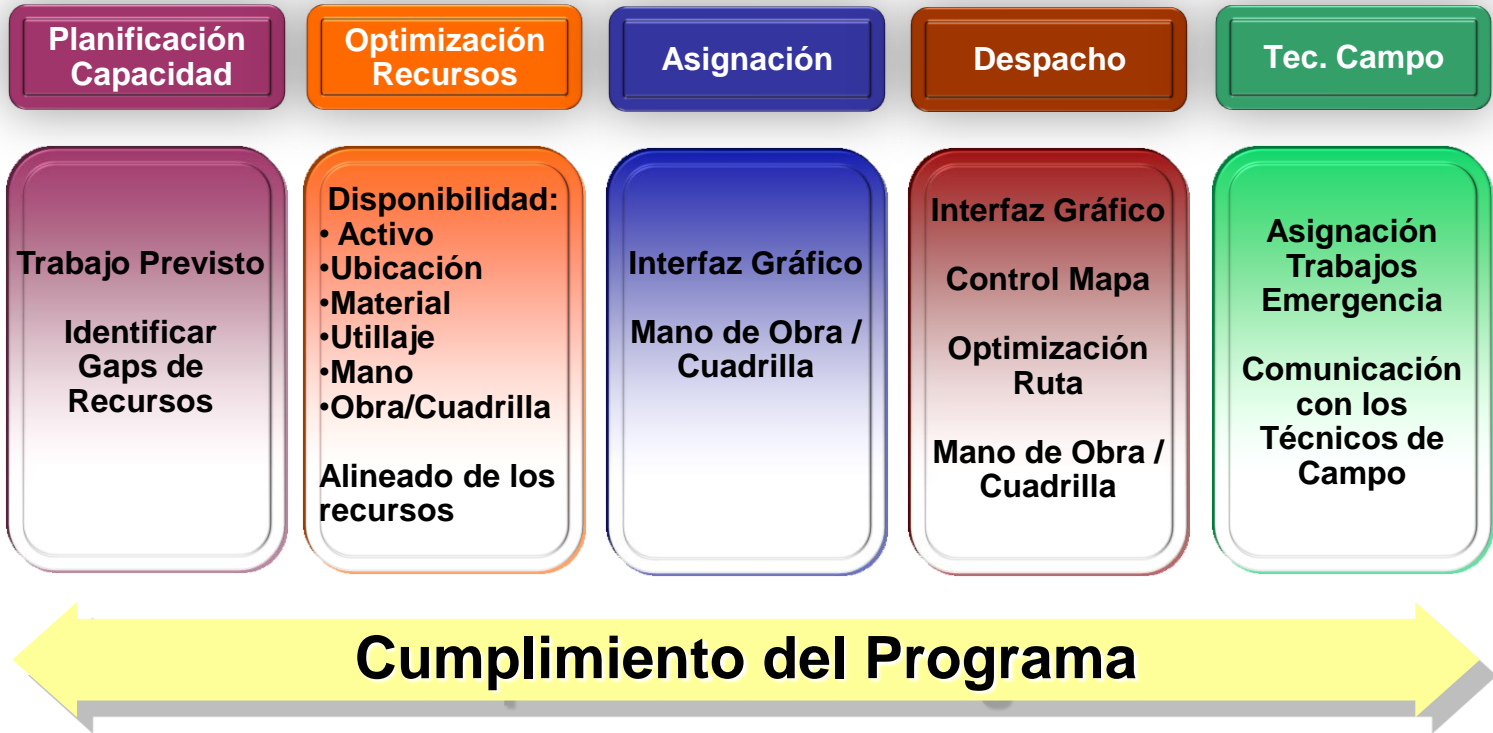 Planificación
Capacidad
Optimización
Recursos
Asignación
Despacho
Tec. Campo
Trabajo Previsto
Identificar
Gaps de
Recursos
Disponibilidad:
• Activo
•Ubicación
•Material
•Utillaje
•Mano
•Obra/Cuadrilla
Alineado de los
recursos
Interfaz Gráfico
Mano de Obra /
Cuadrilla
Interfaz Gráfico
Control Mapa
Optimización
Ruta
Mano de Obra /
Cuadrilla
Asignación
Trabajos
Emergencia
Comunicación
con los
Técnicos de
Campo
Cumplimiento del Programa